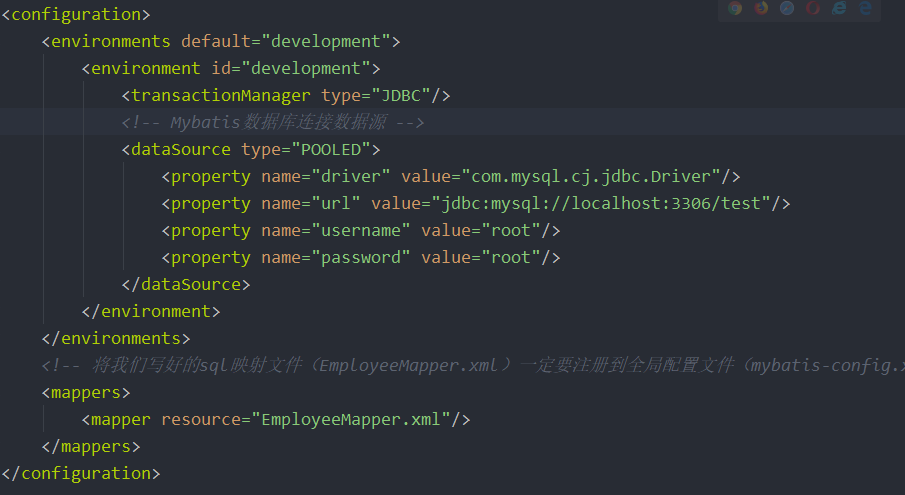 <configuration>
    <environments default="development">
        <environment id="development">
            <transactionManager type="JDBC"/>
            <!-- Mybatis数据库连接数据源 -->
            <dataSource type="POOLED">
                <property name="driver" value="com.mysql.cj.jdbc.Driver"/>
                <property name="url" value="jdbc:mysql://localhost:3306/test"/>
                <property name="username" value="root"/>
                <property name="password" value="root"/>
            </dataSource>
        </environment>
    </environments>
    <!-- 将我们写好的sql映射文件（EmployeeMapper.xml）一定要注册到全局配置文件（mybatis-config.x
    <mappers>
        <mapper resource="EmployeeMapper.xml"/>
    </mappers>
</configuration>